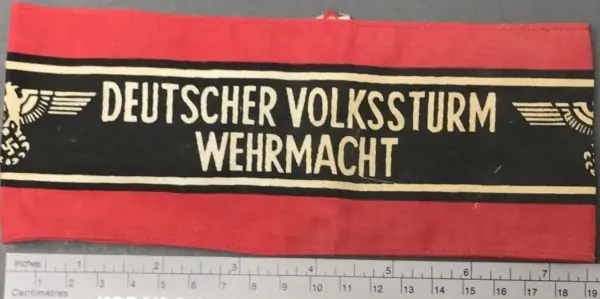 DEUTSCHER VOLKSSTURM
WEHRMACHT
Inches 1 2 3 4 5 6 7
1 2 3 4 5 6 7 8 9 10 11 12 13 14 15 16 17 18 19
Centimetres